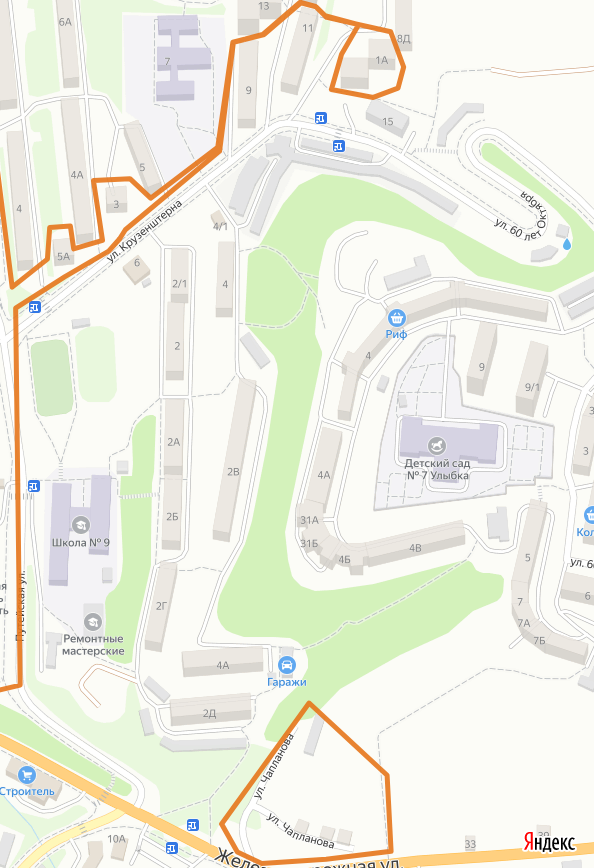 13
6А
11
8Д
7
1А
9
15
5
4А
3
4
5А
ул. Крузенштерна
4/1
ул. 60 лет Октября
6
2/1
4
2
Риф
4
9
9/1
2А
2В
4А
Детский сад
№ 7 Улыбка
3
2Б
31А
31Б
4Б
4В
5
Школа № 9
Путейская ул.
2Г
7
6
7А
7Б
Ремонтные
мастерские
4А
Гаражи
2Д
ул. Чапланова
ул. Чапланова
Строитель
10А
33
Яндекс